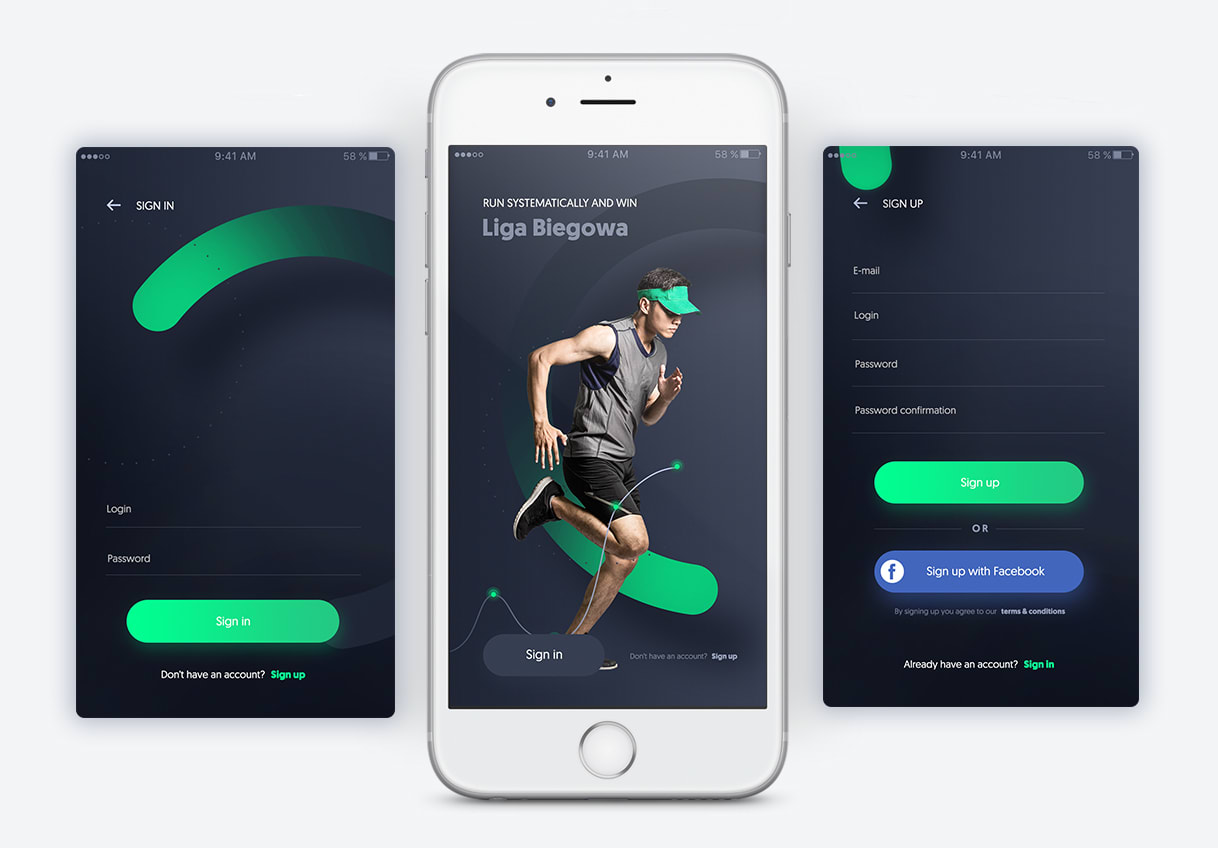 9:41 AM
58 %
SIGN IN
Login
Password
Sign in
Don't have an account? Sign up
9:41 AM
58 %
RUN SYSTEMATICALLY AND WIN
Liga Biegowa
Sign in
Don't have an account? Sign up
9:41 AM
58 %
SIGN UP
E-mail
Login
Password
Password confirmation
Sign up
OR
f
Sign up with Facebook
By signing up you agree to our terms & conditions
Already have an account? Sign in